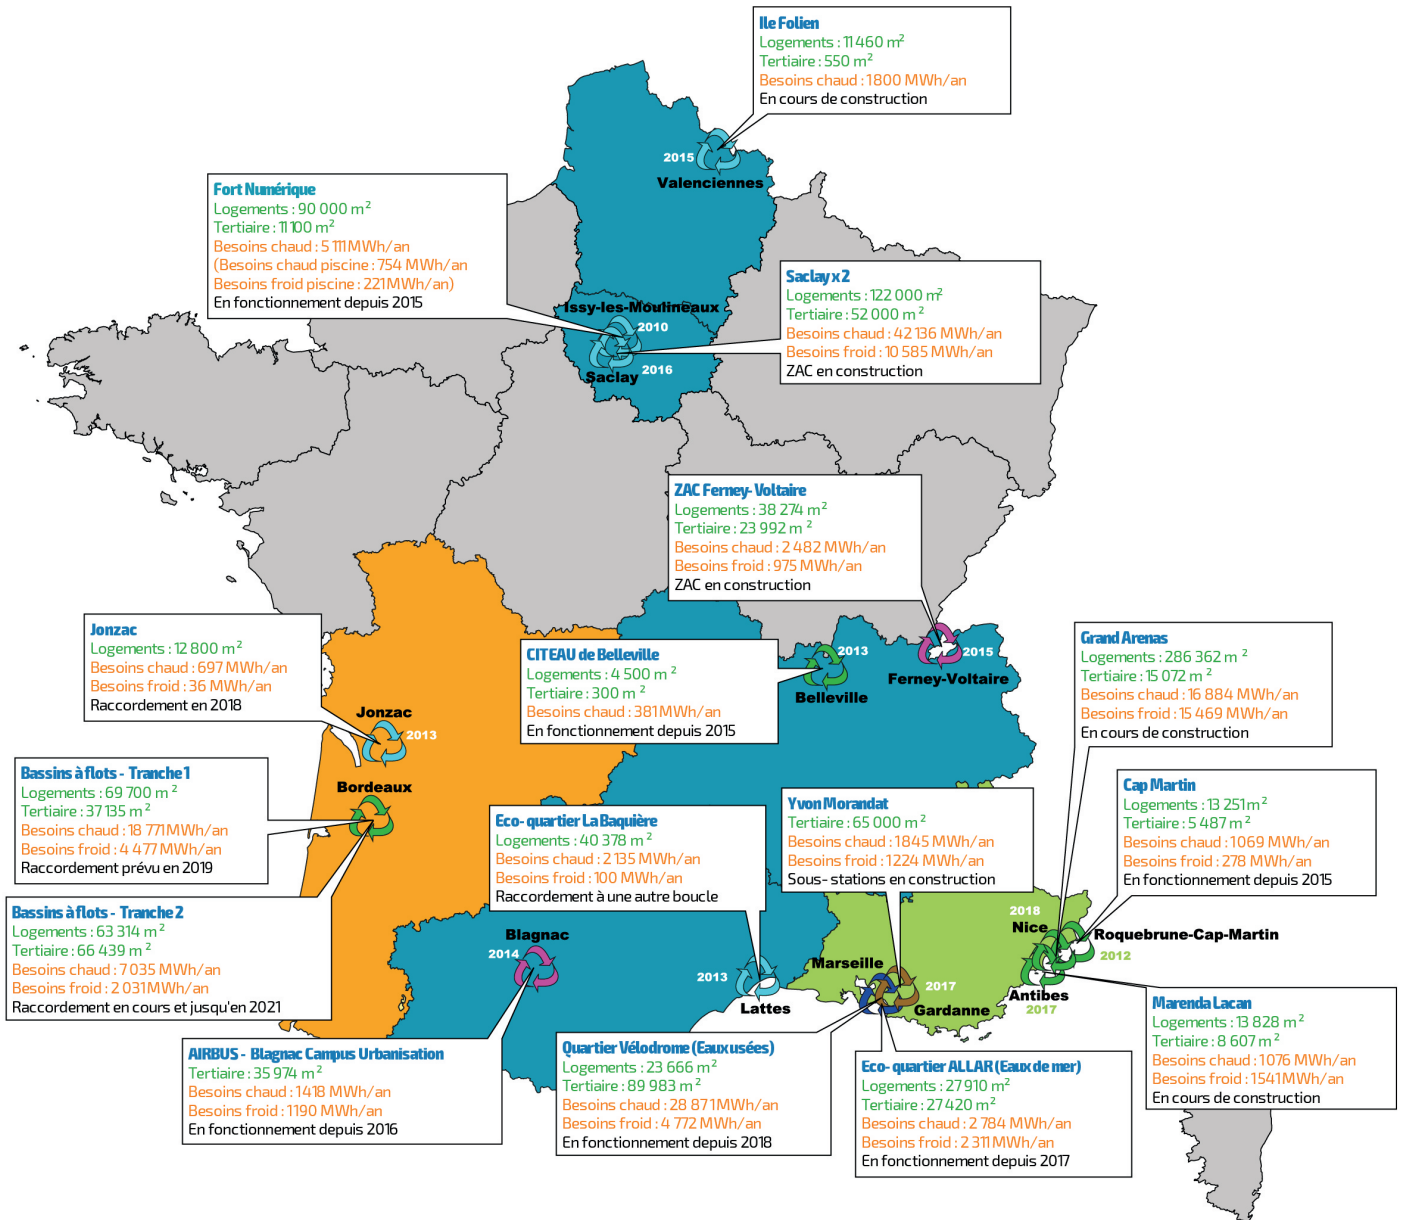 Ile Folien
Logements : 11 460 m²
Tertiaire : 550 m²
Besoins chaud : 1 800 MWh/an
En cours de construction
2015
Valenciennes
Fort Numérique
Logements : 90 000 m²
Tertiaire : 11 100 m²
Besoins chaud : 5 111 MWh/an
(Besoins chaud piscine : 754 MWh/an
Besoins froid piscine : 221 MWh/an)
En fonctionnement depuis 2015
Saclay x 2
Logements : 122 000 m²
Tertiaire : 52 000 m²
Besoins chaud : 42 136 MWh/an
Besoins froid : 10 585 MWh/an
ZAC en construction
Issy-les-Moulineaux
2010
2016
Saclay
ZAC Ferney-Voltaire
Logements : 38 274 m²
Tertiaire : 23 992 m²
Besoins chaud : 2 482 MWh/an
Besoins froid : 975 MWh/an
ZAC en construction
Jonzac
Logements : 12 800 m²
Besoins chaud : 697 MWh/an
Besoins froid : 36 MWh/an
Raccordement en 2018
CITEAU de Belleville
Logements : 4 500 m²
Tertiaire : 300 m²
Besoins chaud : 381 MWh/an
En fonctionnement depuis 2015
2013
Belleville
2015
Ferney-Voltaire
Grand Arenas
Logements : 286 362 m²
Tertiaire : 15 072 m²
Besoins chaud : 16 884 MWh/an
Besoins froid : 15 469 MWh/an
En cours de construction
Jonzac
2013
Bordeaux
Bassins à flots - Tranche 1
Logements : 69 700 m²
Tertiaire : 37 135 m²
Besoins chaud : 18 771 MWh/an
Besoins froid : 4 477 MWh/an
Raccordement prévu en 2019
Eco-quartier La Baquière
Logements : 40 378 m²
Besoins chaud : 2 135 MWh/an
Besoins froid : 100 MWh/an
Raccordement à une autre boucle
Yvon Morandat
Tertiaire : 65 000 m²
Besoins chaud : 1 845 MWh/an
Besoins froid : 1 224 MWh/an
Sous-stations en construction
Cap Martin
Logements : 13 251 m²
Tertiaire : 5 487 m²
Besoins chaud : 1 069 MWh/an
Besoins froid : 278 MWh/an
En fonctionnement depuis 2015
Bassins à flots - Tranche 2
Logements : 63 314 m²
Tertiaire : 66 439 m²
Besoins chaud : 7 035 MWh/an
Besoins froid : 2 031 MWh/an
Raccordement en cours et jusqu'en 2021
Blagnac
2014
2013
Lattes
Marseille
2017
Gardanne
2018
Nice
Roquebrune-Cap-Martin
2012
Antibes
2017
AIRBUS - Blagnac Campus Urbanisation
Tertiaire : 35 974 m²
Besoins chaud : 1 418 MWh/an
Besoins froid : 1 190 MWh/an
En fonctionnement depuis 2016
Quartier Vélodrome (Eaux usées)
Logements : 23 666 m²
Tertiaire : 89 983 m²
Besoins chaud : 28 871 MWh/an
Besoins froid : 4 772 MWh/an
En fonctionnement depuis 2018
Eco-quartier ALLAR (Eaux de mer)
Logements : 27 910 m²
Tertiaire : 27 420 m²
Besoins chaud : 2 784 MWh/an
Besoins froid : 2 311 MWh/an
En fonctionnement depuis 2017
Marenda Lacan
Logements : 13 828 m²
Tertiaire : 8 607 m²
Besoins chaud : 1 076 MWh/an
Besoins froid : 1 541 MWh/an
En cours de construction